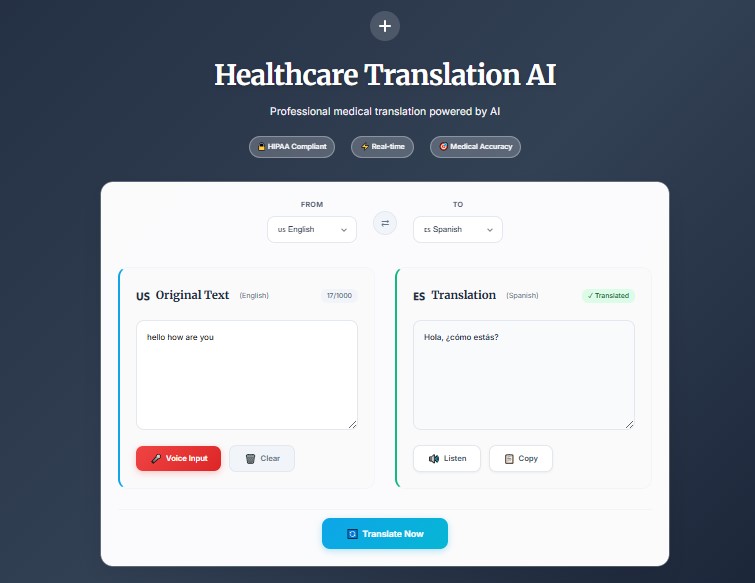 Healthcare Translation AI
Professional medical translation powered by AI
HIPAA Compliant
Real-time
Medical Accuracy
FROM
TO
US English
ES Spanish
US Original Text (English) 17/1000
hello how are you
Voice Input
Clear
ES Translation (Spanish) ✓ Translated
Hola, ¿cómo estás?
Listen
Copy
Translate Now